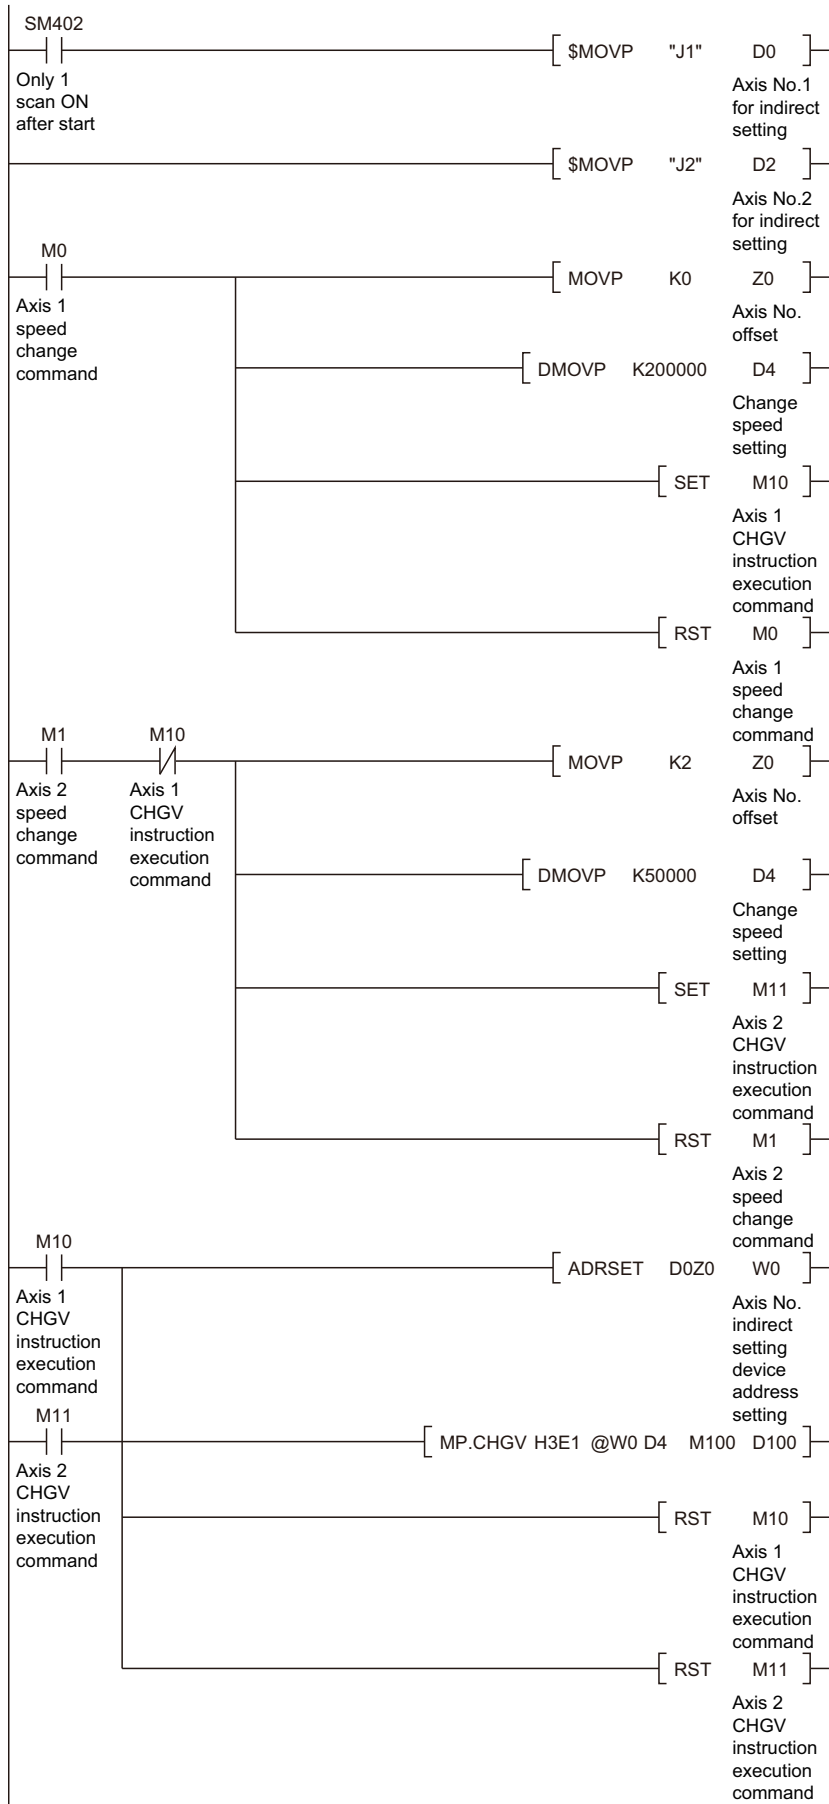 SM402
$MOVP "J1" D0
Only 1
scan ON
after start
Axis No.1
for indirect
setting
$MOVP "J2" D2
Axis No.2
for indirect
setting
M0
MOVP K0 Z0
Axis 1
speed
change
command
Axis No.
offset
DMOVP K200000 D4
Change
speed
setting
SET M10
Axis 1
CHGV
instruction
execution
command
RST M0
Axis 1
speed
change
command
M1 M10
MOVP K2 Z0
Axis 2
speed
change
command
Axis 1
CHGV
instruction
execution
command
Axis No.
offset
DMOVP K50000 D4
Change
speed
setting
SET M11
Axis 2
CHGV
instruction
execution
command
RST M1
Axis 2
speed
change
command
M10
ADRSET D0Z0 W0
Axis 1
CHGV
instruction
execution
command
Axis No.
indirect
setting
device
address
setting
M11
MP.CHGV H3E1 @W0 D4 M100 D100
Axis 2
CHGV
instruction
execution
command
RST M10
Axis 1
CHGV
instruction
execution
command
RST M11
Axis 2
CHGV
instruction
execution
command